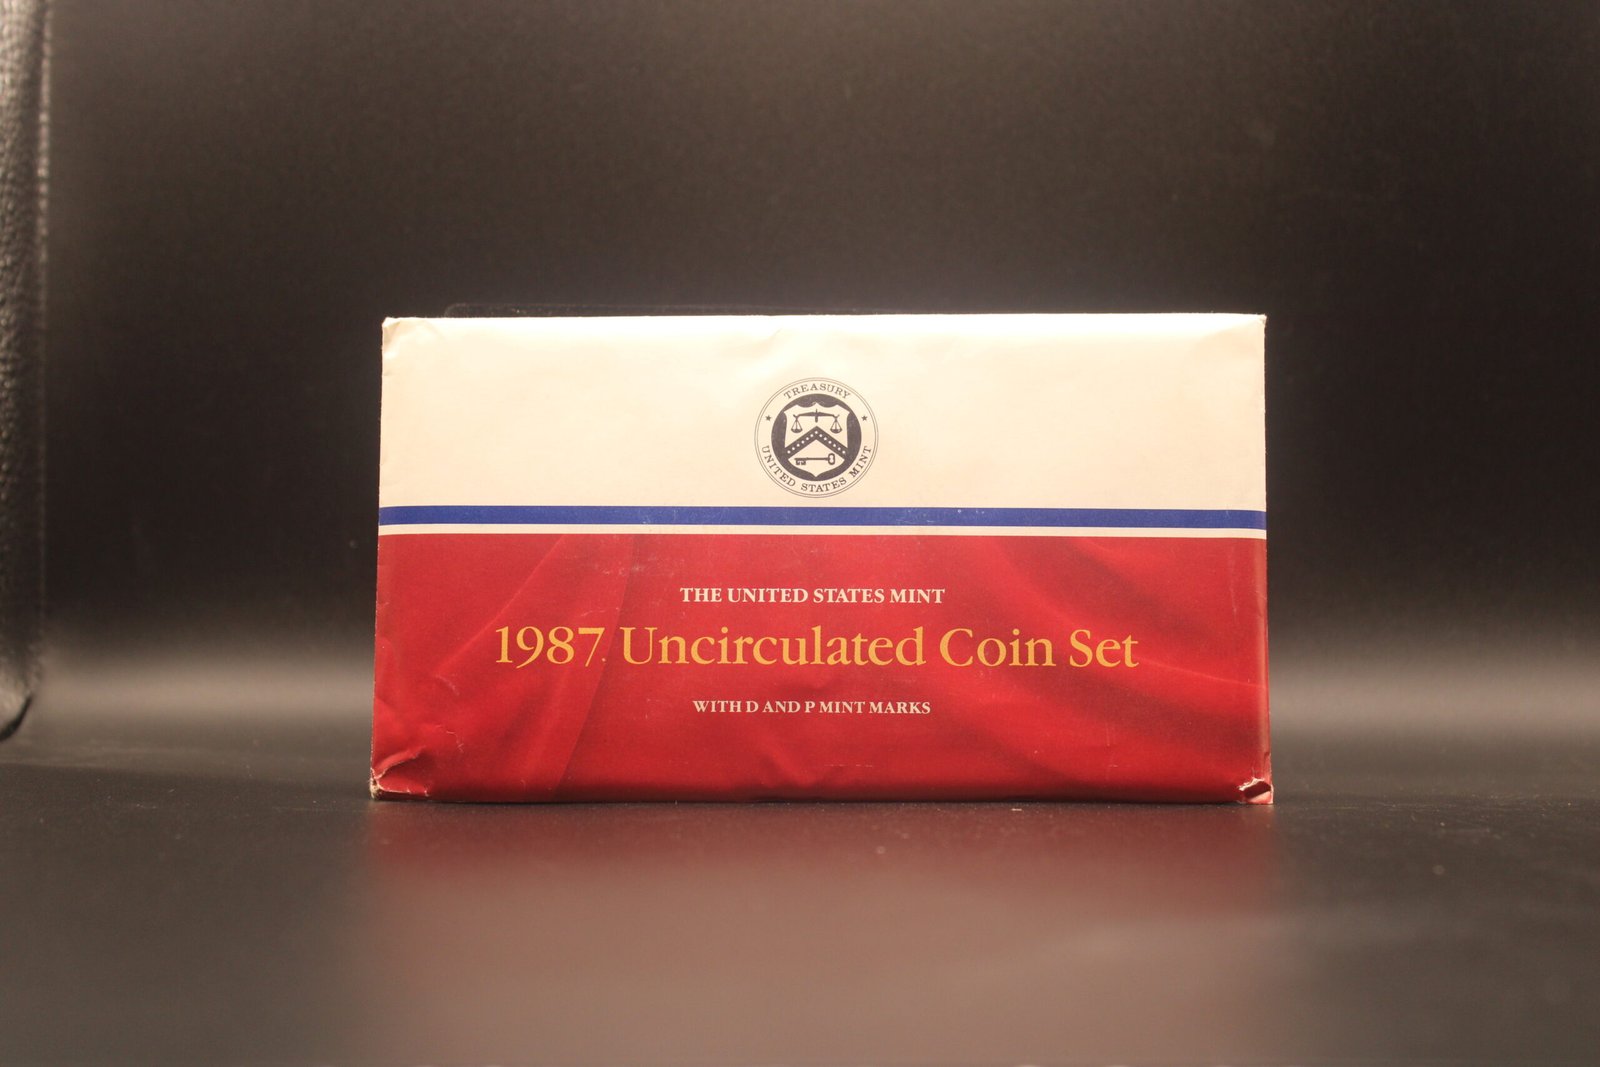 TREASURY
UNITED STATES MINT
THE UNITED STATES MINT
1987 Uncirculated Coin Set
WITH D AND P MINT MARKS